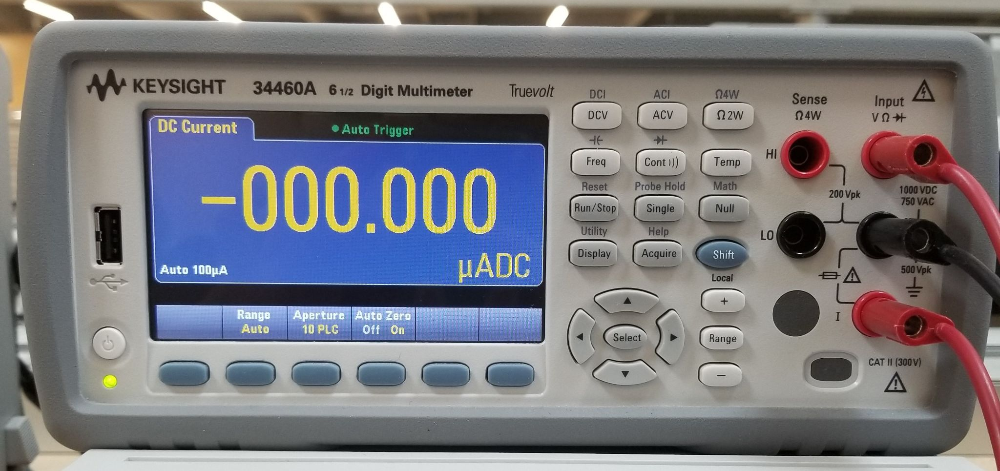 KEYSIGHT 34460A 6 1/2 Digit Multimeter Truevolt
DC Current
Auto Trigger
-000.000
Auto 100µA
µADC
Range
Auto
Aperture
10 PLC
Auto Zero
Off On
DCI ACI Ω4W
DCV ACV Ω2W
Freq Cont Temp
Reset Probe Hold Math
Run/Stop Single Null
Utility Help
Display Acquire Shift
Local
+
Select
Range
−
Sense
Ω4W
Input
V Ω
HI
200 Vpk
1000 VDC
750 VAC
LO
500 Vpk
I
CAT II (300V)